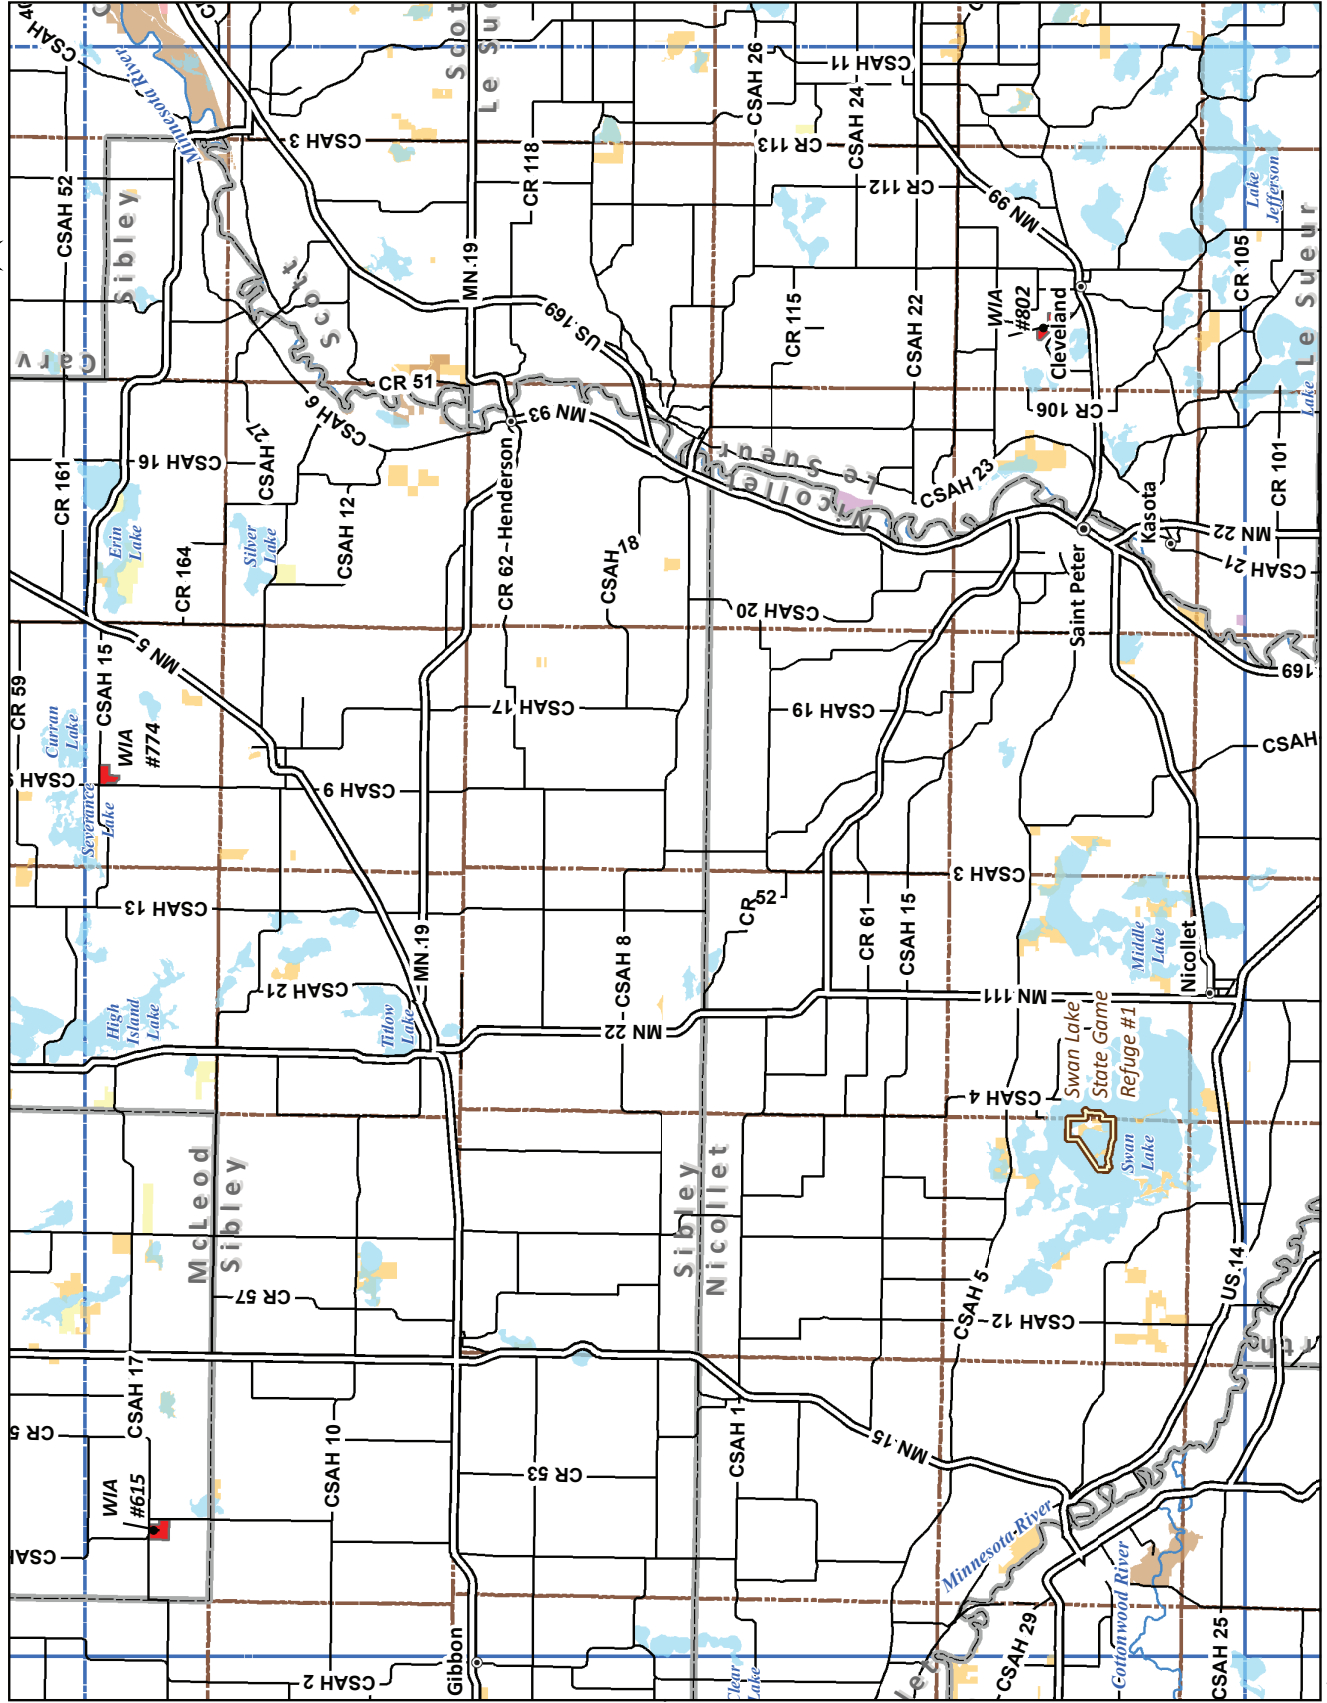 CSAH 40
CSAH 52
CSAH 3
Minnesota River
Scot
Le Sue
CR 118
CSAH 26
CR 113
CSAH 24
CSAH 11
CR 112
MN 99
Lake
Jefferson
Le Sueur
CR 105
Sibley
Carv
Scott
MN 19
US 169
CR 115
CSAH 22
WIA
#802
Cleveland
CR 106
Lake
CR 51
CSAH 6
MN 93
CSAH 27
CSAH 16
CR 161
Erin
Lake
CR 164
Silver
Lake
CSAH 12
Henderson
CR 62
CSAH 18
Le Sueur
Nicollet
CSAH 23
CSAH 20
Saint Peter
Kasota
MN 22
CSAH 21
CR 101
169
CSAH
MN 5
CSAH 15
CR 59
Curran
Lake
WIA
#774
CSAH 9
Severance
Lake
CSAH 9
CSAH 17
CSAH 19
CSAH 13
MN 19
CSAH 21
High
Island
Lake
Titlow
Lake
CSAH 8
MN 22
CR 52
CR 61
CSAH 15
CSAH 3
MN 111
Middle
Lake
Nicollet
Swan Lake
State Game
Refuge #1
CSAH 4
Swan
Lake
McLeod
Sibley
Sibley
Nicollet
CR 57
CSAH 5
CSAH 12
US 14
CSAH 17
CR 5
WIA
#615
CSAH
CSAH 10
CR 53
CSAH 1
MN 15
Minnesota River
Cottonwood River
CSAH 29
CSAH 25
Clear
Lake
Gibbon
CSAH 2
rth
let